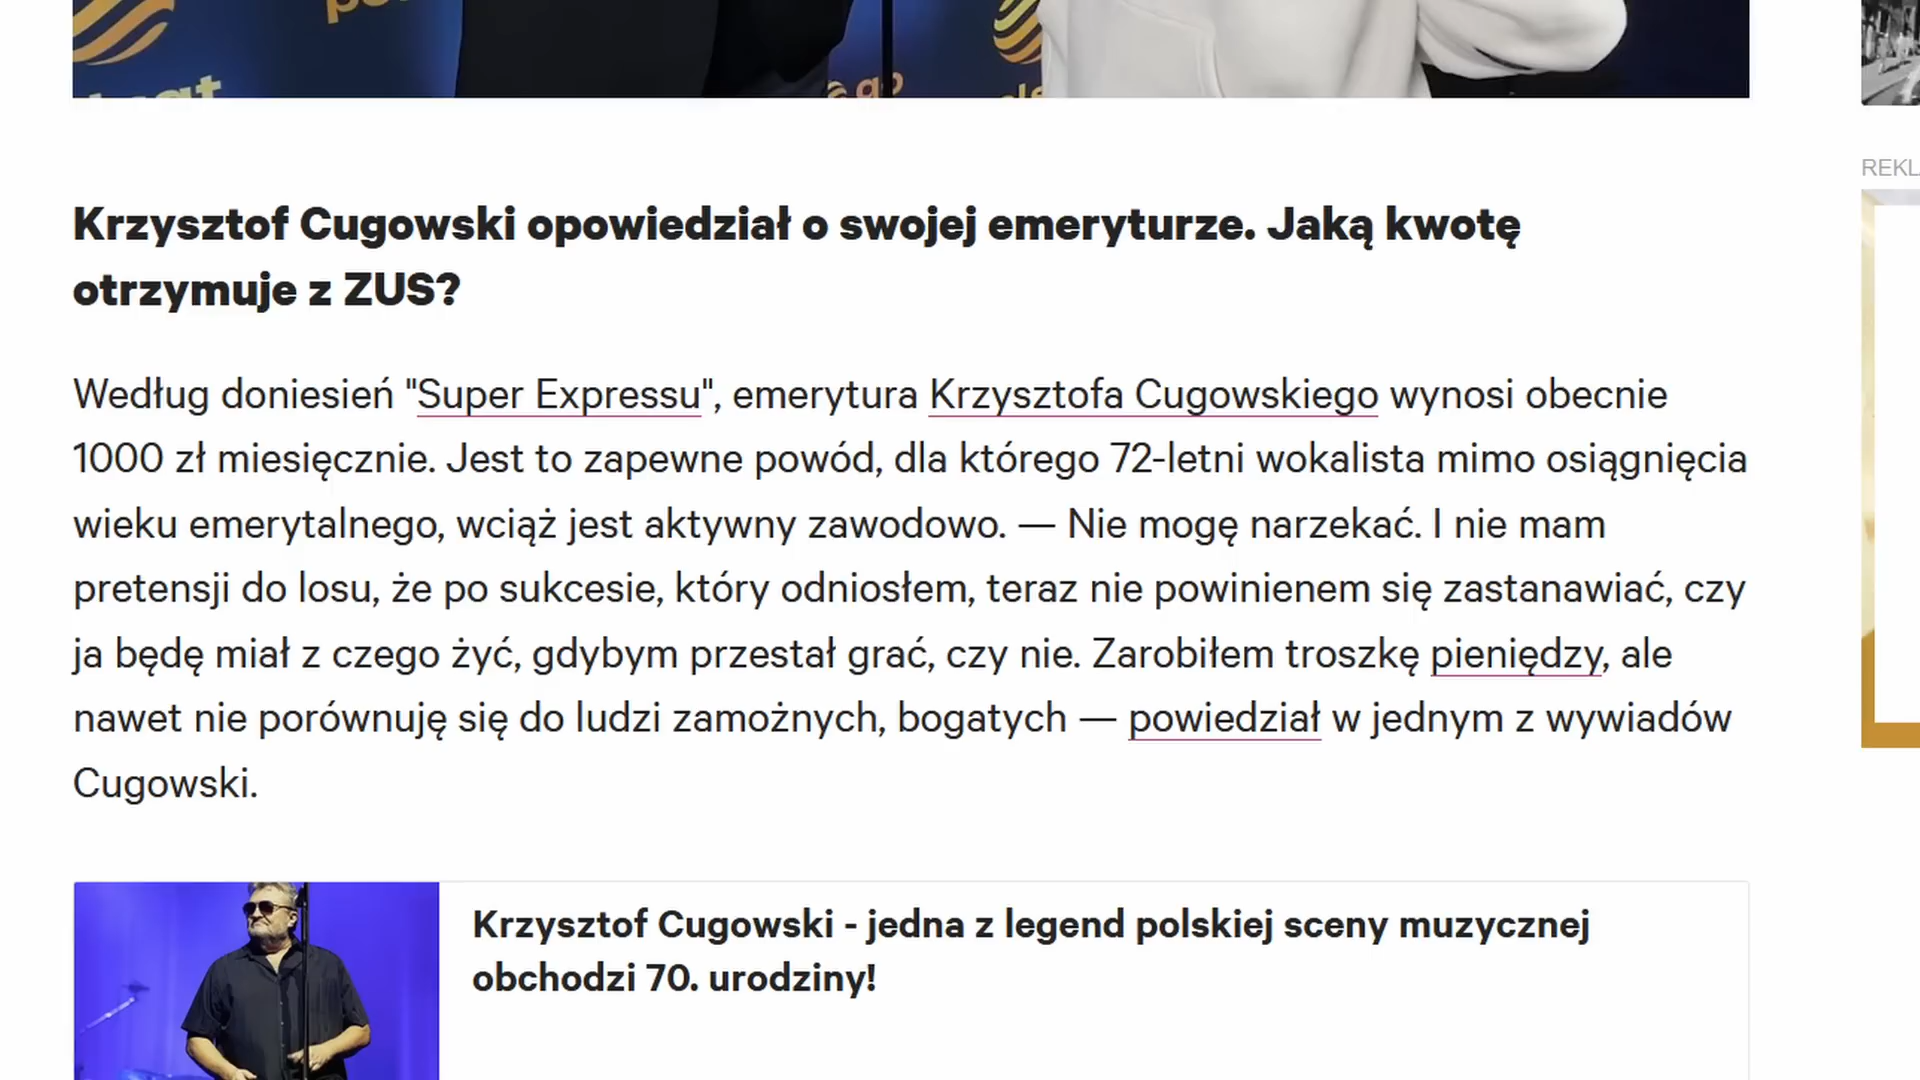 Krzysztof Cugowski opowiedział o swojej emeryturze. Jaką kwotę
otrzymuje z ZUS?
Według doniesień "Super Expressu", emerytura Krzysztofa Cugowskiego wynosi obecnie
1000 zł miesięcznie. Jest to zapewne powód, dla którego 72-letni wokalista mimo osiągnięcia
wieku emerytalnego, wciąż jest aktywny zawodowo. — Nie mogę narzekać. I nie mam
pretensji do losu, że po sukcesie, który odniosłem, teraz nie powinienem się zastanawiać, czy
ja będę miał z czego żyć, gdybym przestał grać, czy nie. Zarobiłem troszkę pieniędzy, ale
nawet nie porównuję się do ludzi zamożnych, bogatych — powiedział w jednym z wywiadów
Cugowski.
Krzysztof Cugowski - jedna z legend polskiej sceny muzycznej
obchodzi 70. urodziny!